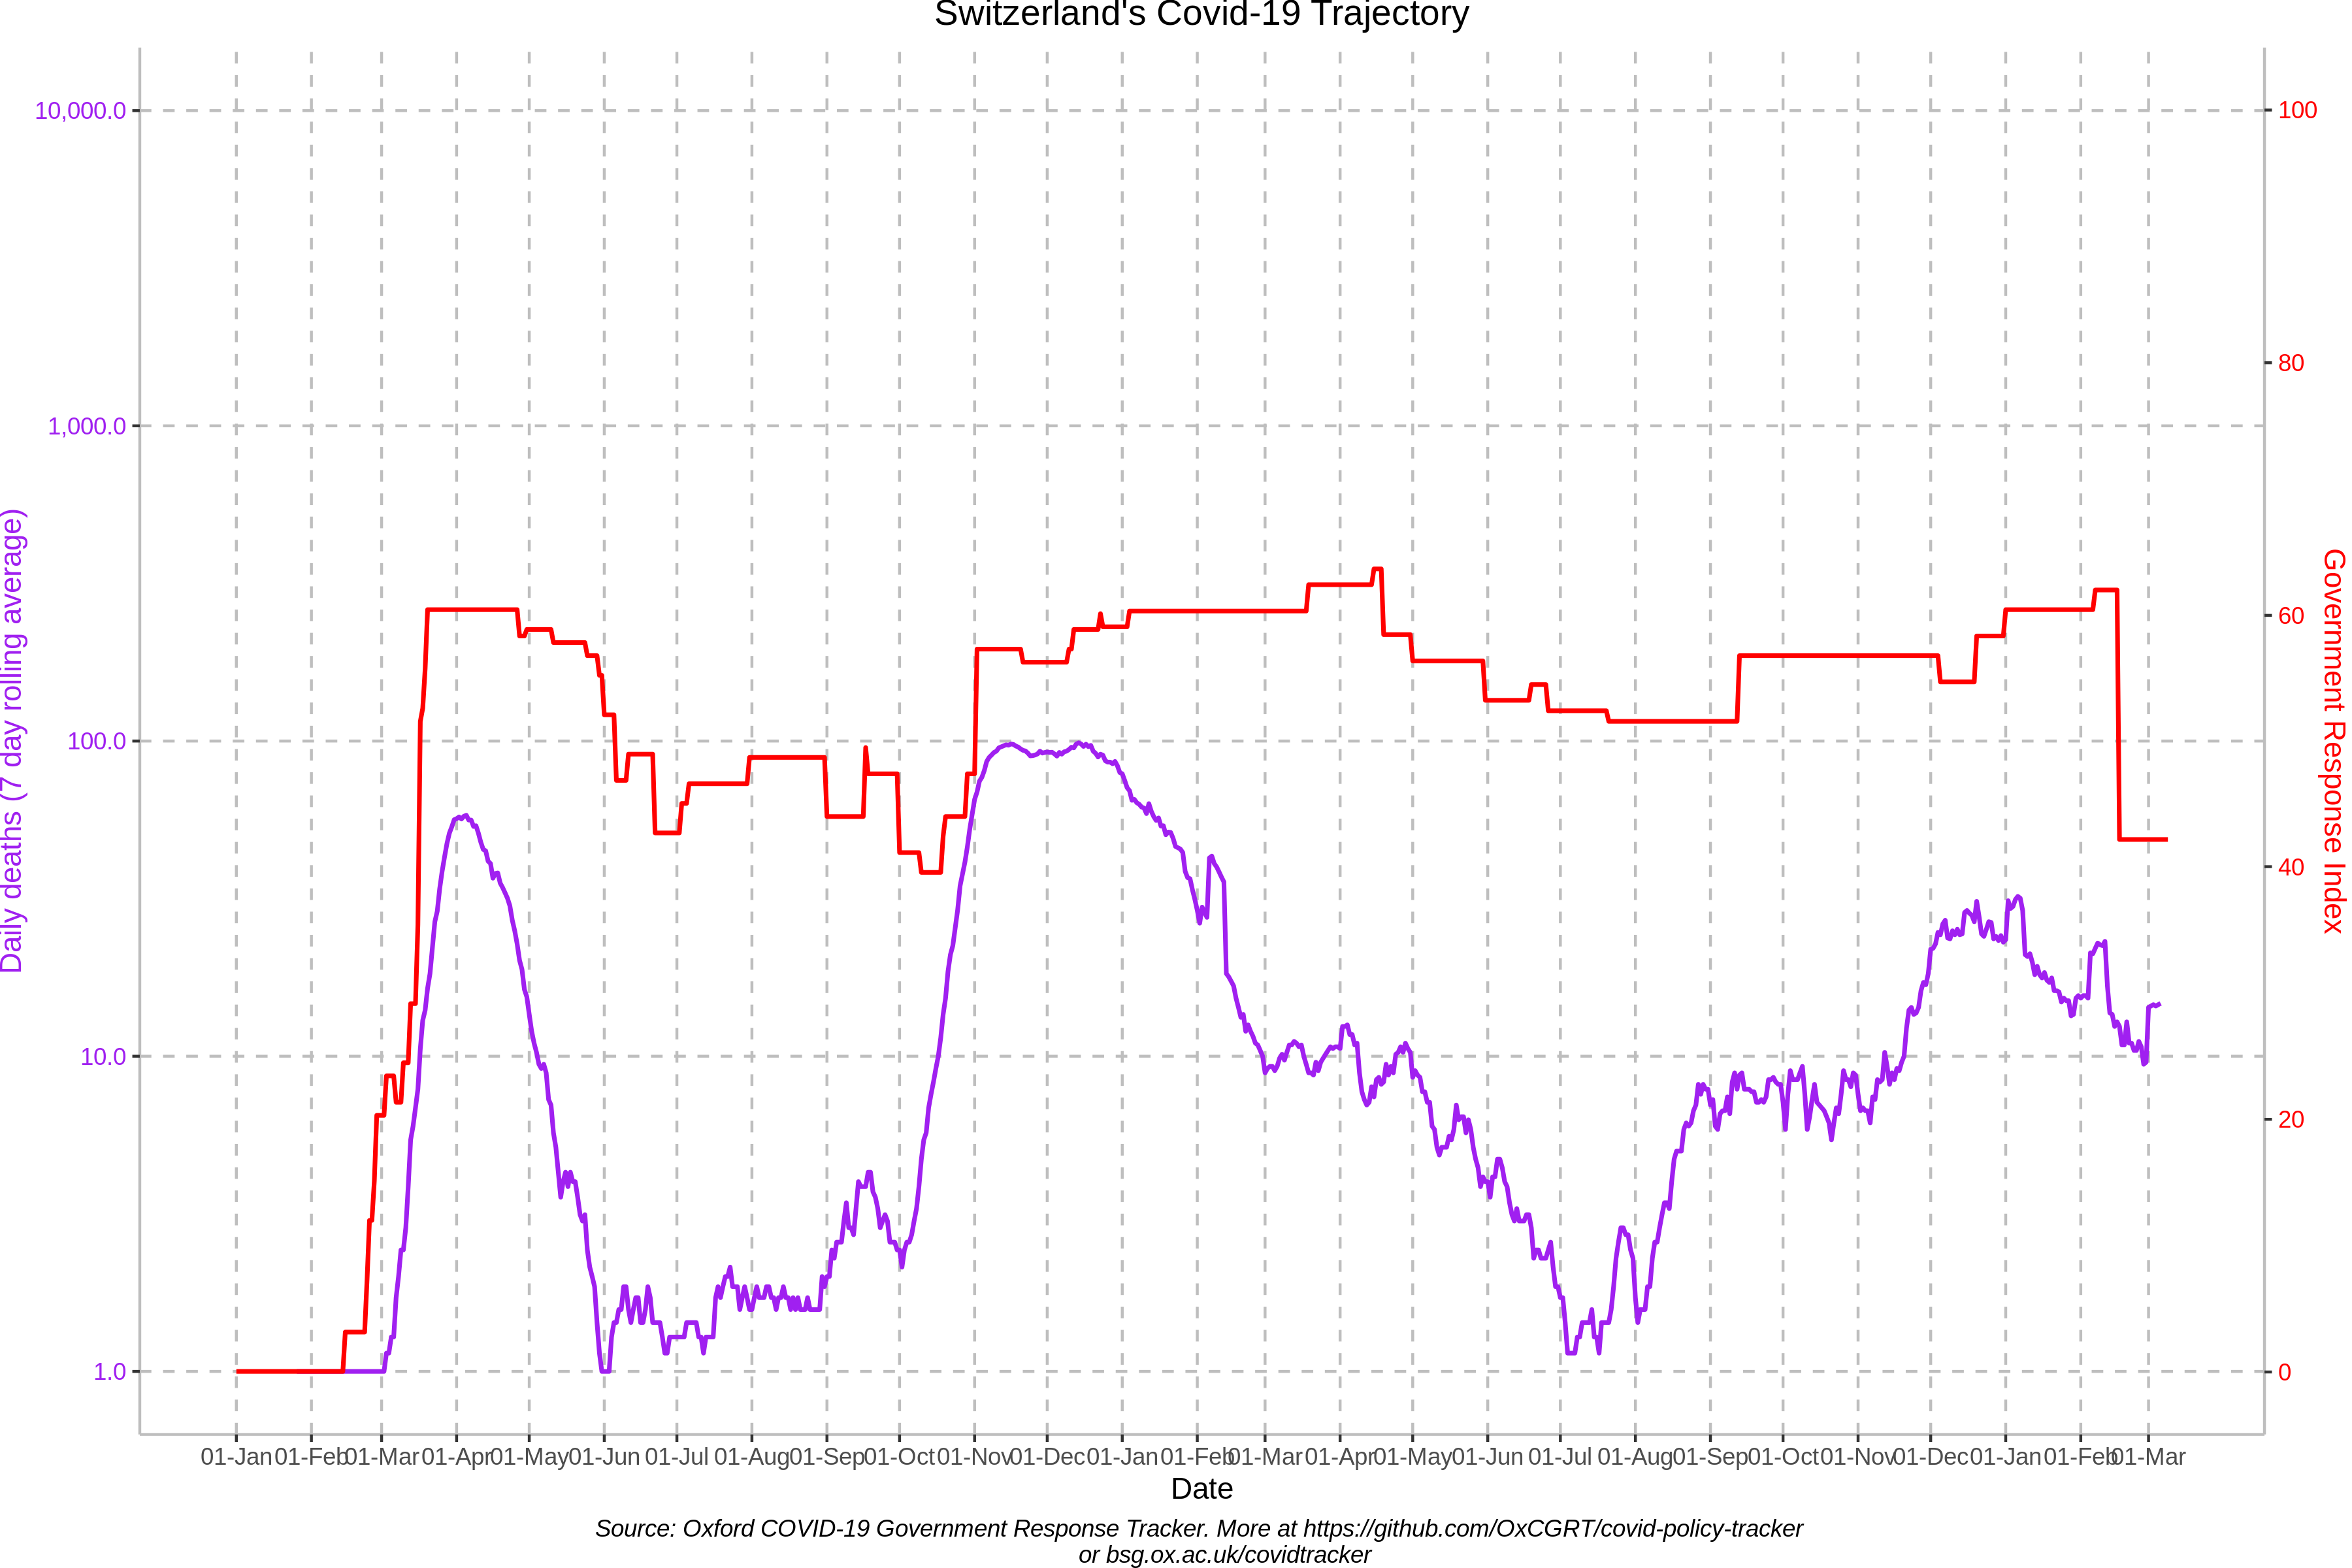 Switzerland's Covid-19 Trajectory
10,000.0
1,000.0
100.0
10.0
1.0
Daily deaths (7 day rolling average)
100
80
60
40
20
0
Government Response Index
01-Jan 01-Feb 01-Mar 01-Apr 01-May 01-Jun 01-Jul 01-Aug 01-Sep 01-Oct 01-Nov 01-Dec 01-Jan 01-Feb 01-Mar 01-Apr 01-May 01-Jun 01-Jul 01-Aug 01-Sep 01-Oct 01-Nov 01-Dec 01-Jan 01-Feb 01-Mar
Date
Source: Oxford COVID-19 Government Response Tracker. More at https://github.com/OxCGRT/covid-policy-tracker
or bsg.ox.ac.uk/covidtracker